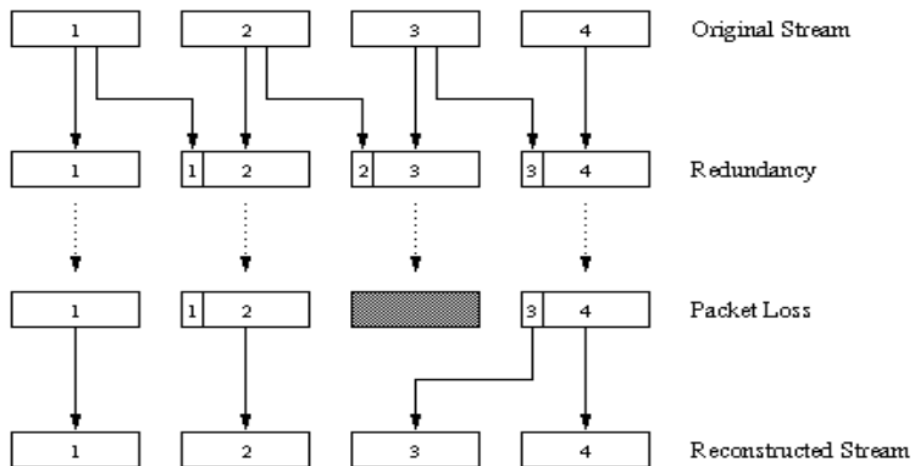 1 2 3 4 Original Stream
1 1 2 2 3 3 4 Redundancy
1 1 2 3 4 Packet Loss
1 2 3 4 Reconstructed Stream